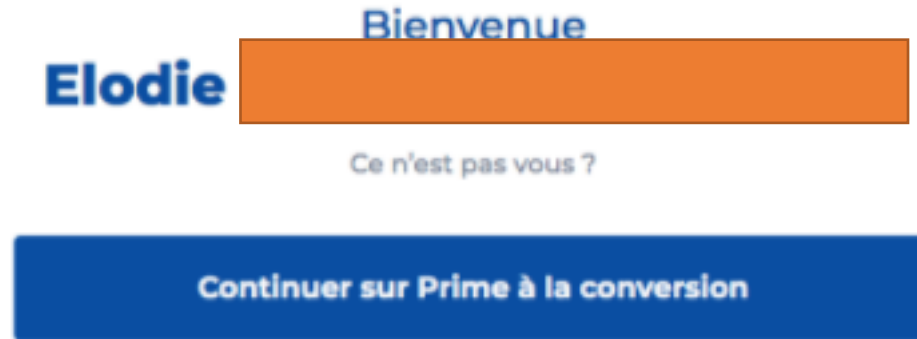 Bienvenue
Elodie
Ce n'est pas vous ?
Continuer sur Prime à la conversion